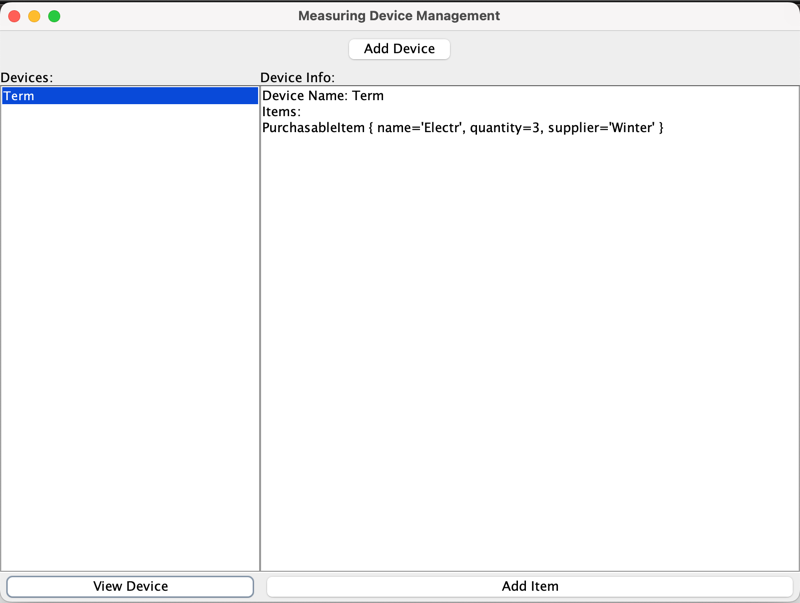 Measuring Device Management
Add Device
Devices:
Device Info:
Term
Device Name: Term
Items:
PurchasableItem { name='Electr', quantity=3, supplier='Winter' }
View Device
Add Item